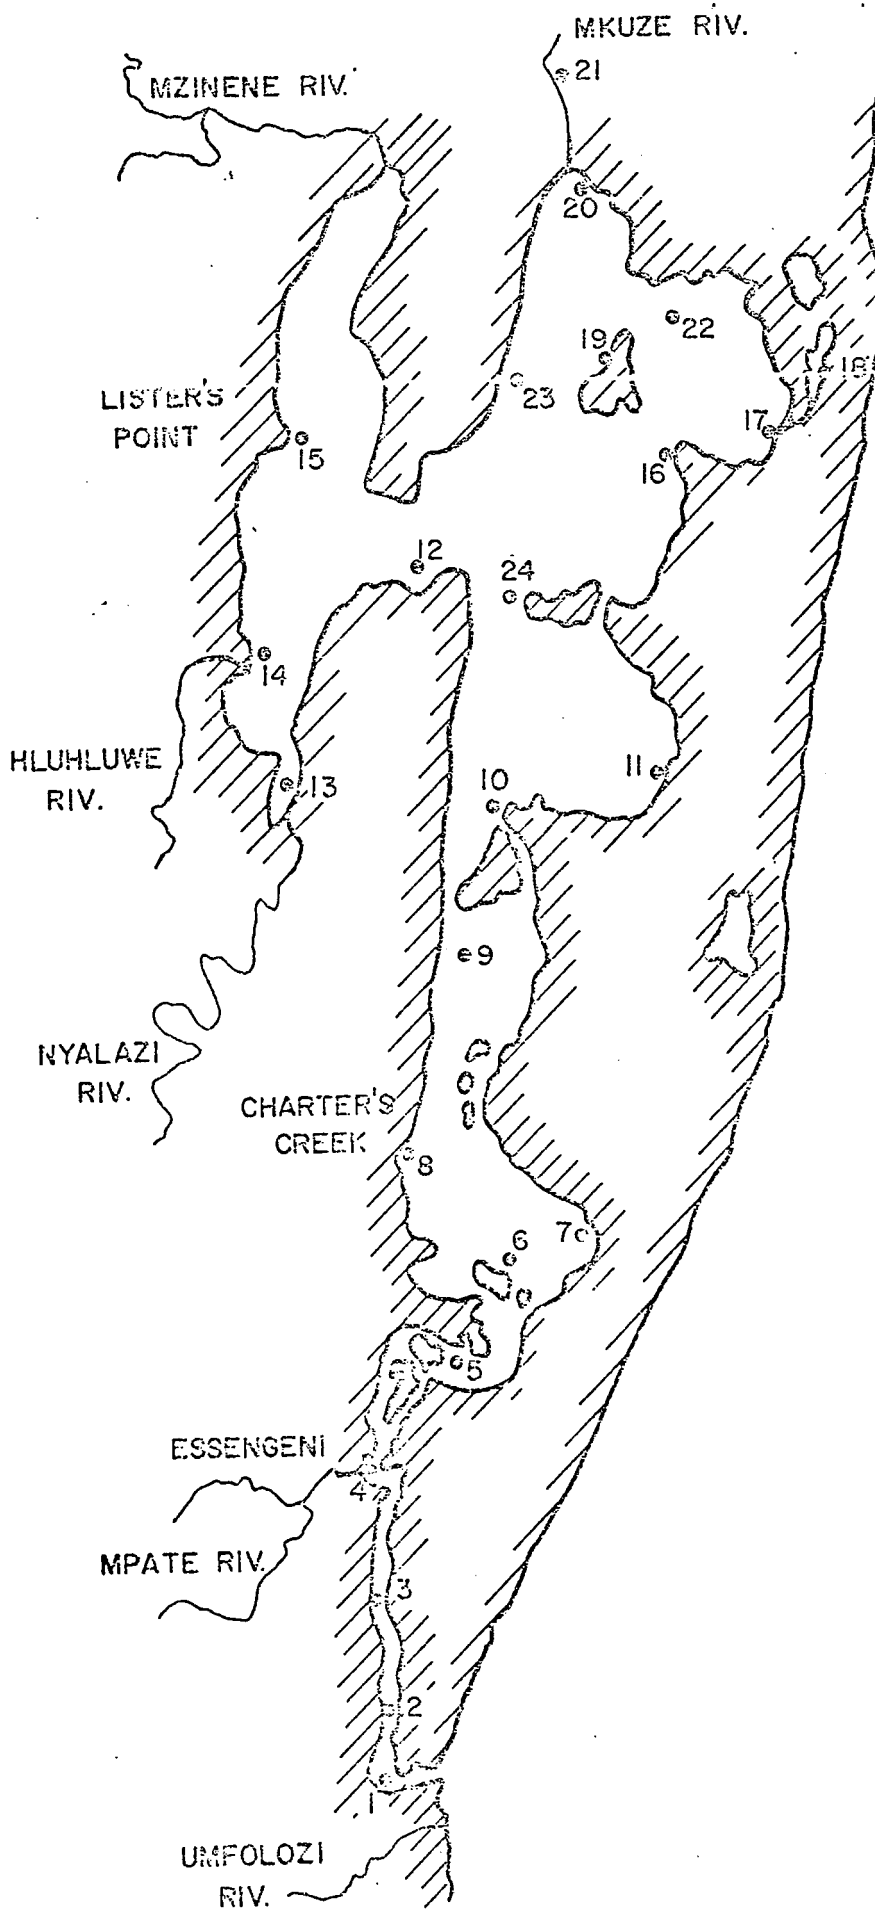 MKUZE RIV.
21
MZINENE RIV.
20
22
19
18
LISTER'S
POINT
23
17
15
16
12
24
14
HLUHLUWE
RIV.
13
11
10
9
NYALAZI
RIV.
CHARTER'S
CREEK
8
7
6
5
ESSENGENI
4
MPATE RIV.
3
2
1
UMFOLOZI
RIV.